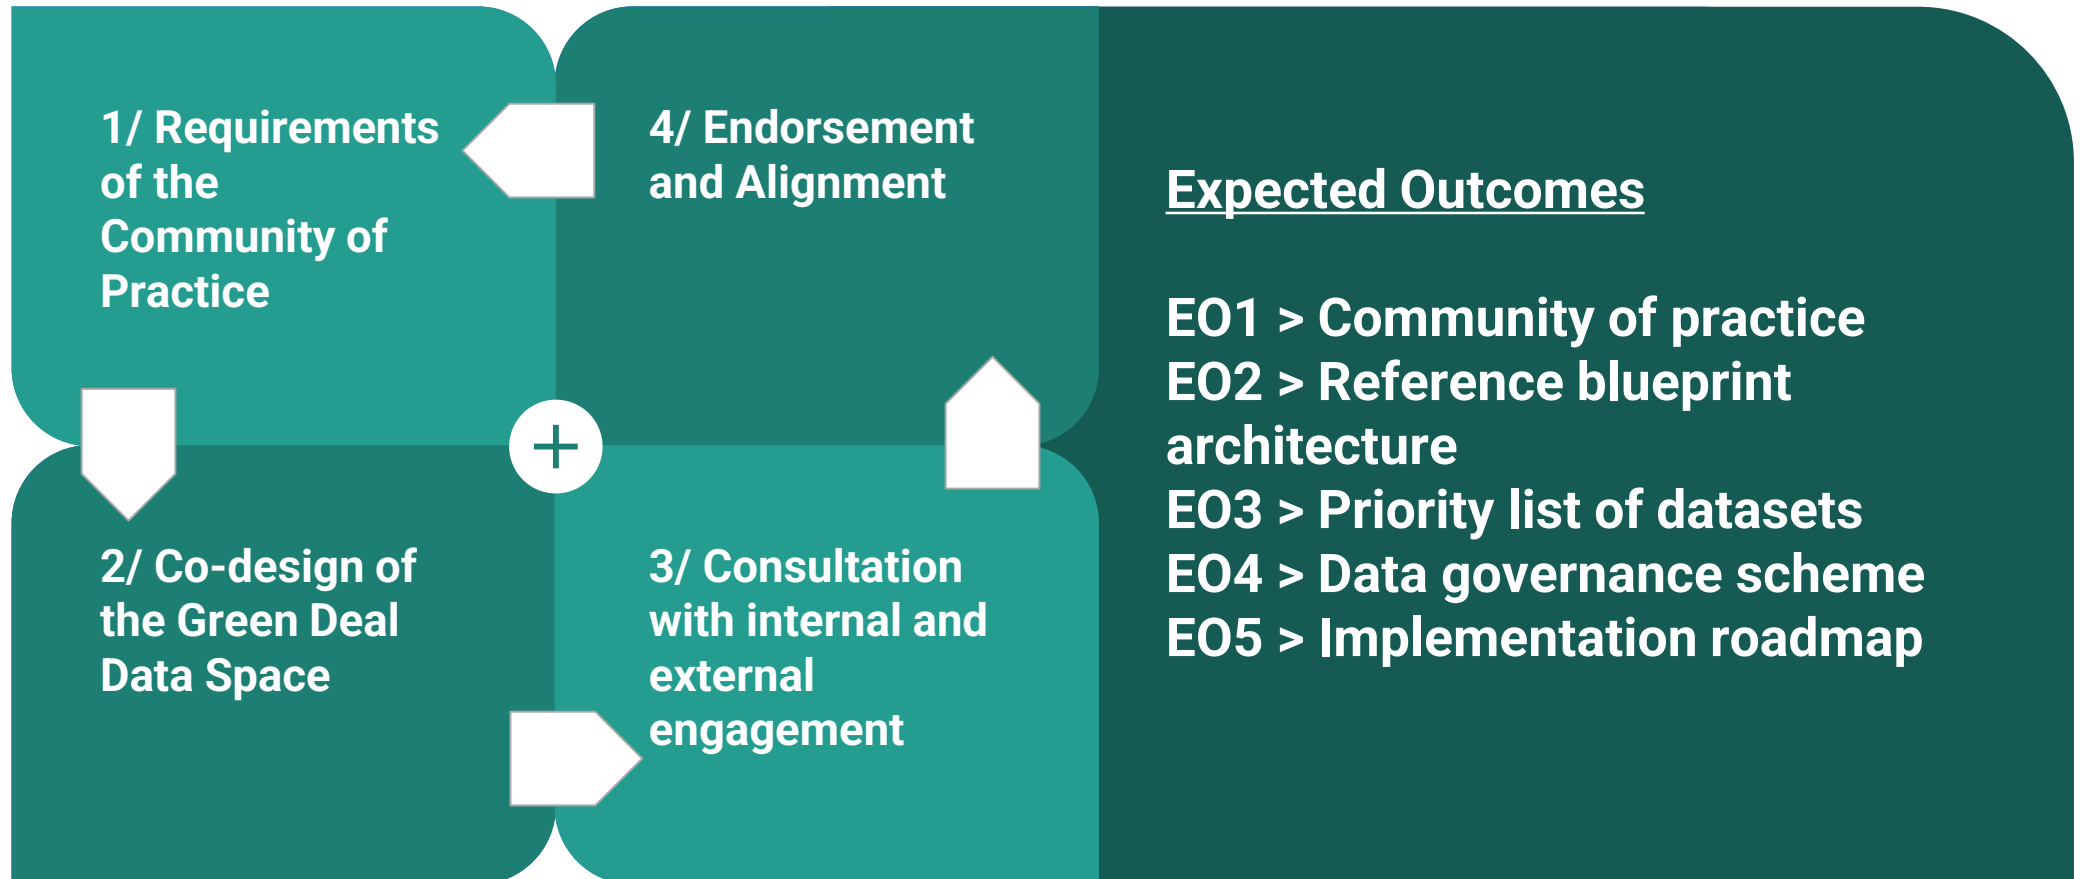 1/ Requirements
of the
Community of
Practice
4/ Endorsement
and Alignment
2/ Co-design of
the Green Deal
Data Space
3/ Consultation
with internal and
external
engagement
Expected Outcomes
EO1 > Community of practice
EO2 > Reference blueprint
architecture
EO3 > Priority list of datasets
EO4 > Data governance scheme
EO5 > Implementation roadmap